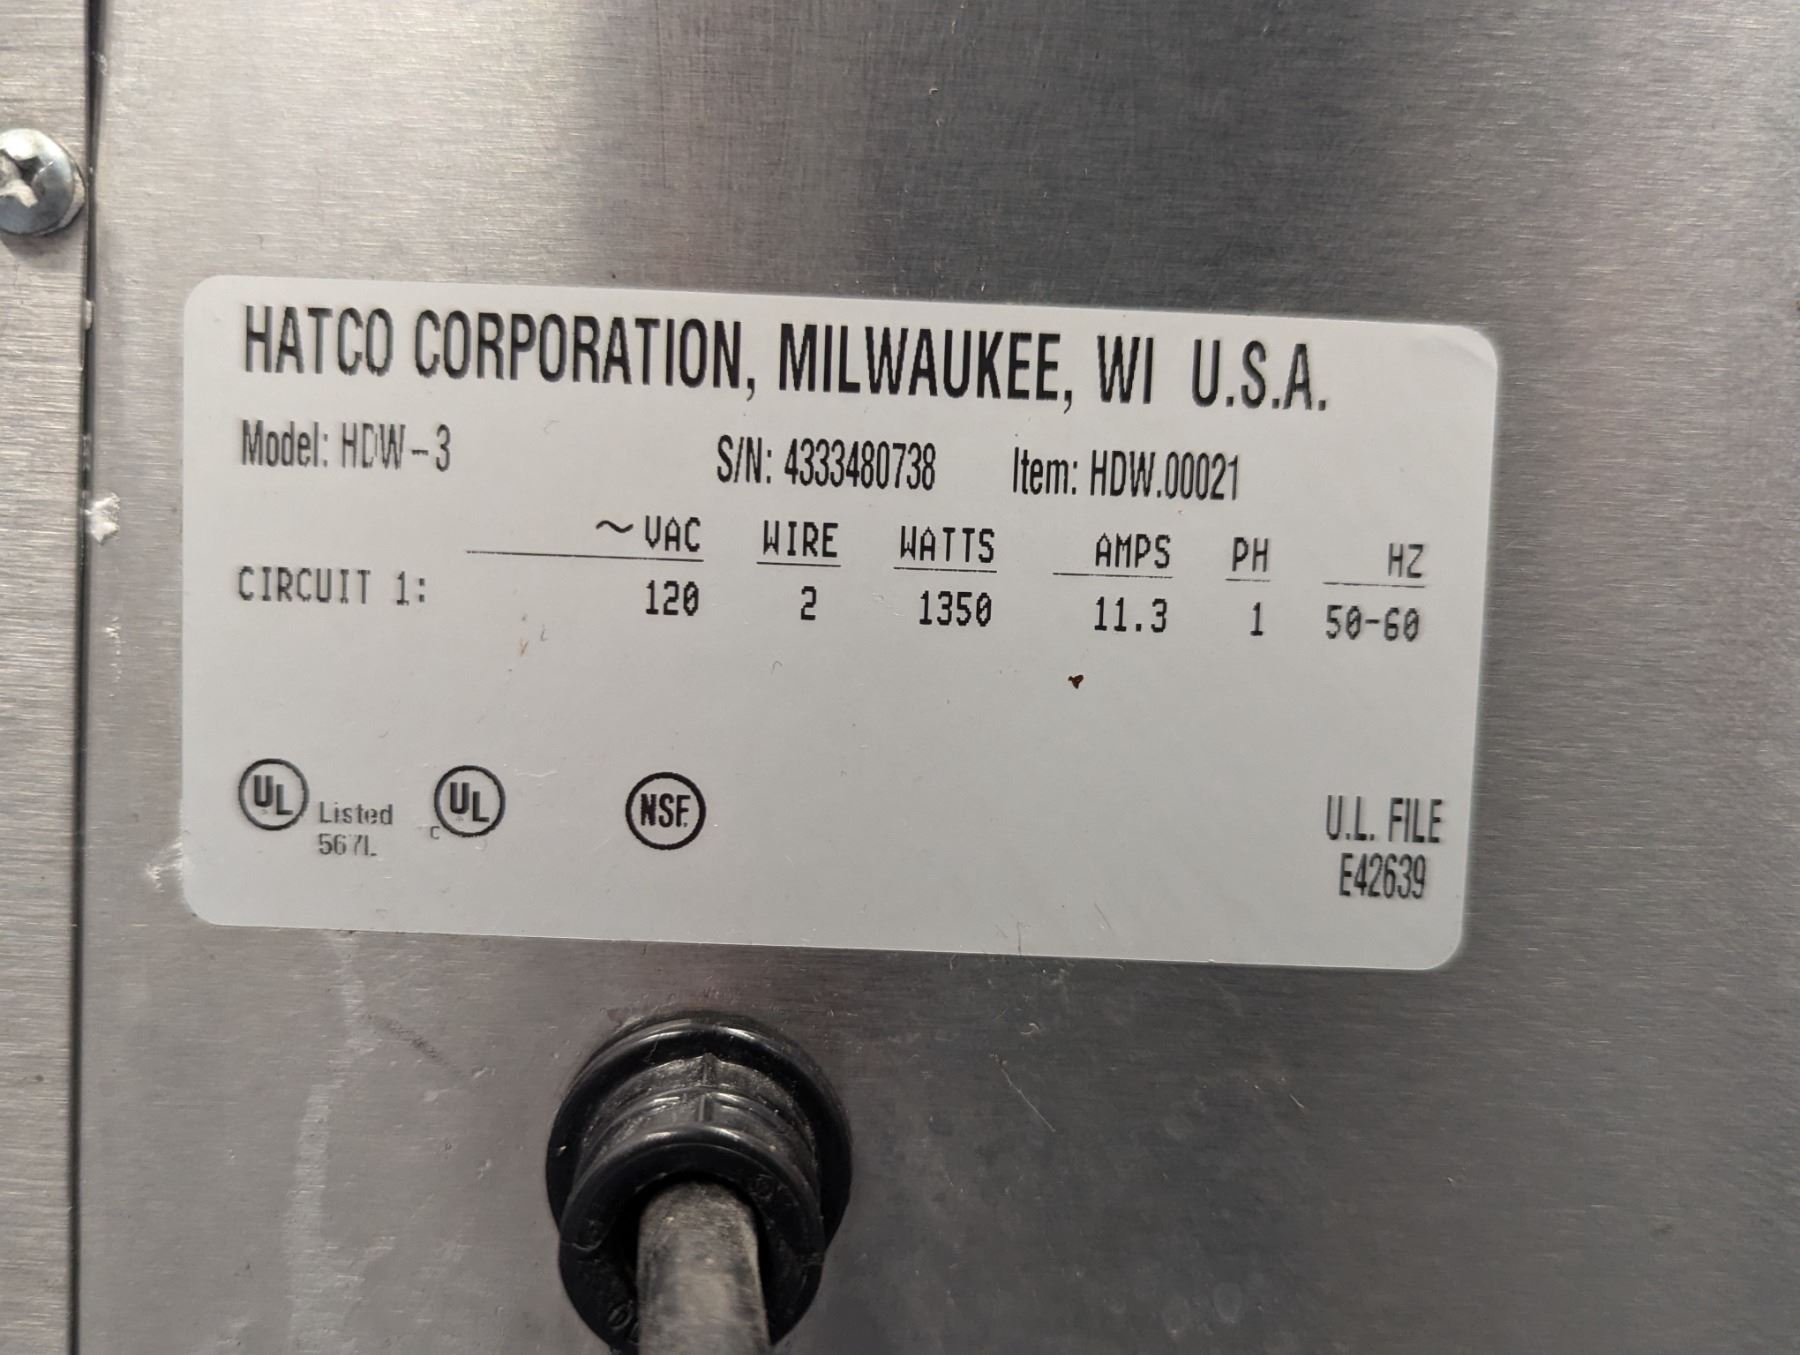 HATCO CORPORATION, MILWAUKEE, WI U.S.A.
Model: HDW-3 S/N: 4333480738 Item: HDW.00021
~VAC WIRE WATTS AMPS PH HZ
CIRCUIT 1: 120 2 1350 11.3 1 50-60
UL Listed C UL NSF
567L
U.L. FILE
E42639